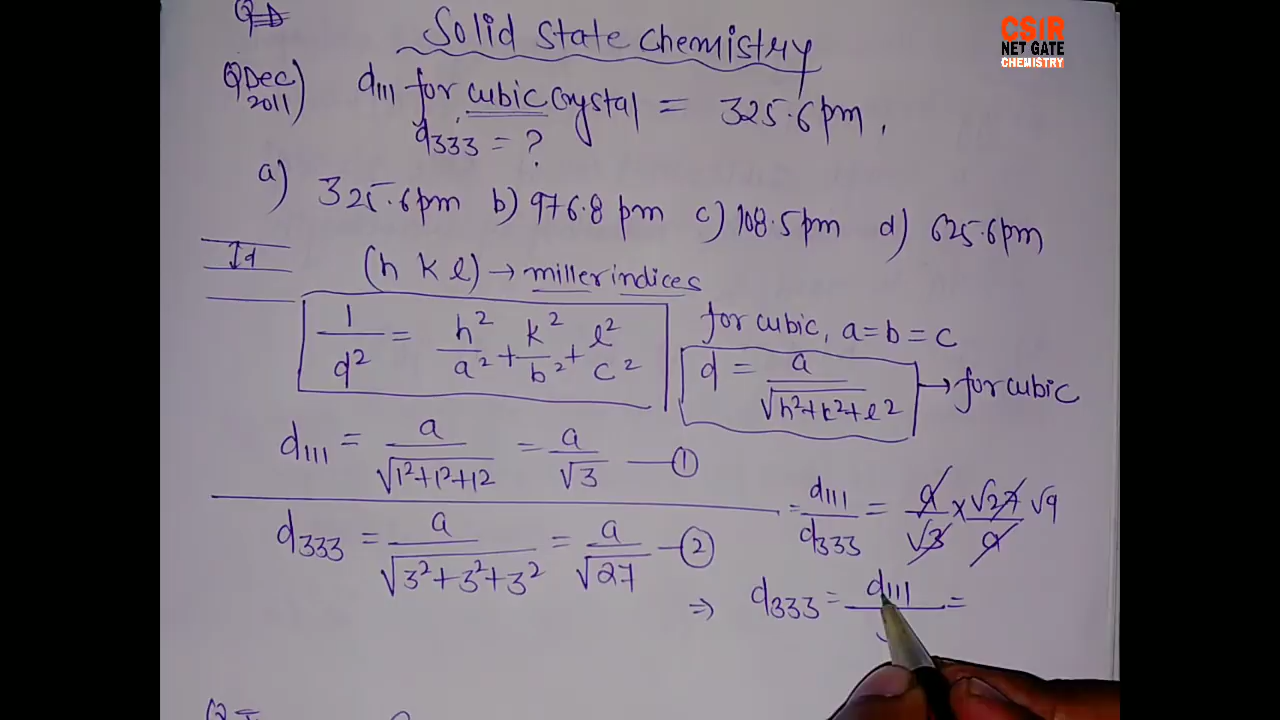 CSIR
NET GATE
CHEMISTRY
Solid State Chemistry
Q Dec 2011) d111 for cubic crystal = 325.6 pm,
d333 = ?
a) 325.6 pm b) 976.8 pm c) 108.5 pm d) 625.6 pm
(h k l) → miller indices
1/d² = h²/a² + k²/b² + l²/c²
for cubic, a = b = c
d = a/√h²+k²+l² → for cubic
d111 = a/√1²+1²+12 = a/√3 — ①
d333 = a/√3²+3²+3² = a/√27 — ②
= d111/d333 = a/√3 × √27/a √9
⇒ d333 = d111/ =